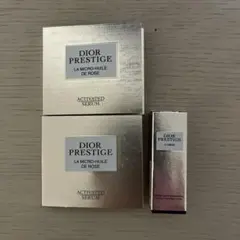 DIOR
PRESTIGE
LA MICRO-HUILE
DE ROSE
ACTIVATED
SERUM
DIOR
PRESTIGE
LA MICRO-HUILE
DE ROSE
ACTIVATED
SERUM
DIOR
PRESTIGE